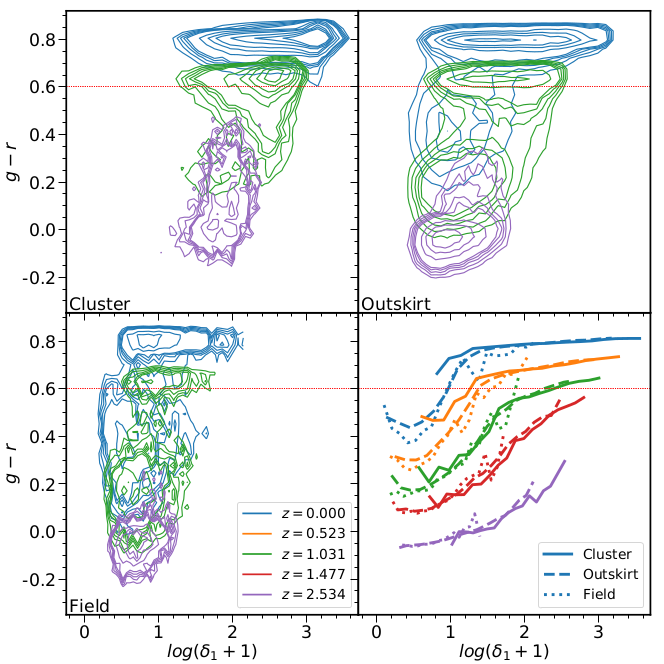 0.8
0.6
0.4
0.2
0.0
-0.2
g − r
Cluster
Outskirt
0.8
0.6
0.4
0.2
0.0
-0.2
g − r
Field
z = 0.000
z = 0.523
z = 1.031
z = 1.477
z = 2.534
Cluster
Outskirt
Field
0 1 2 3
0 1 2 3
log(δ₁ + 1)
log(δ₁ + 1)